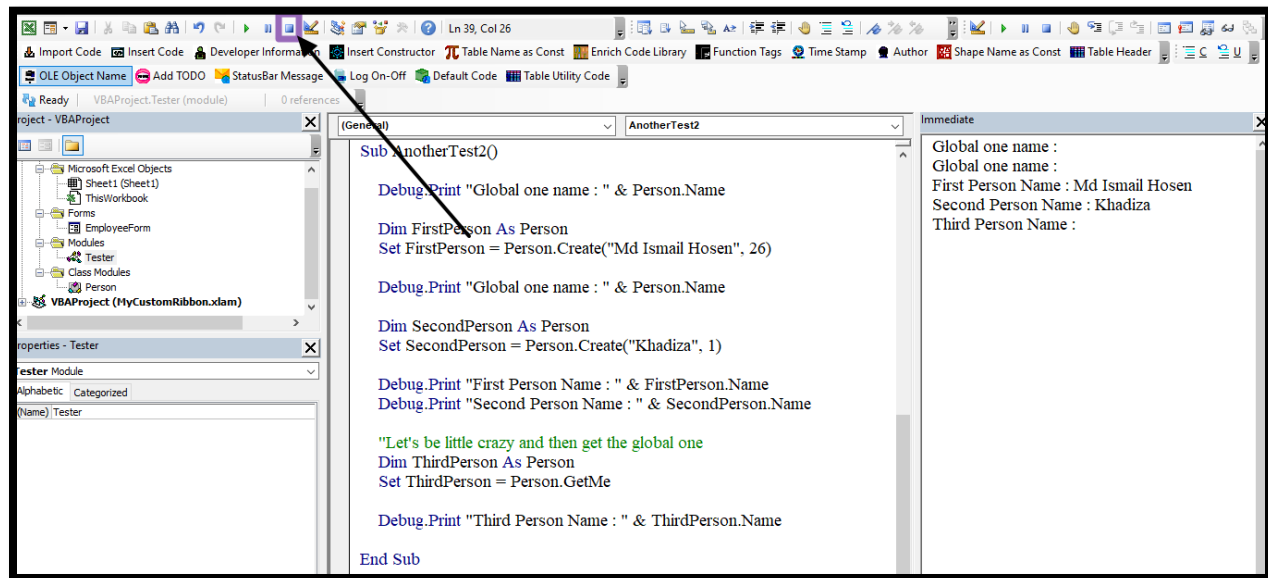 Ln 39, Col 26
Import Code Insert Code Developer Information Insert Constructor Table Name as Const Enrich Code Library Function Tags Time Stamp Author Shape Name as Const Table Header
OLE Object Name Add TODO StatusBar Message Log On-Off Default Code Table Utility Code
Ready VBAProject.Tester (module) 0 references
roject - VBAProject
Microsoft Excel Objects
Sheet1 (Sheet1)
ThisWorkbook
Forms
EmployeeForm
Modules
Tester
Class Modules
Person
VBAProject (MyCustomRibbon.xlam)
roperties - Tester
Tester Module
Alphabetic Categorized
(Name) Tester
(General) AnotherTest2
Sub AnotherTest2()
Debug.Print "Global one name : " & Person.Name
Dim FirstPerson As Person
Set FirstPerson = Person.Create("Md Ismail Hosen", 26)
Debug.Print "Global one name : " & Person.Name
Dim SecondPerson As Person
Set SecondPerson = Person.Create("Khadiza", 1)
Debug.Print "First Person Name : " & FirstPerson.Name
Debug.Print "Second Person Name : " & SecondPerson.Name
"Let's be little crazy and then get the global one
Dim ThirdPerson As Person
Set ThirdPerson = Person.GetMe
Debug.Print "Third Person Name : " & ThirdPerson.Name
End Sub
Immediate
Global one name :
Global one name :
First Person Name : Md Ismail Hosen
Second Person Name : Khadiza
Third Person Name :